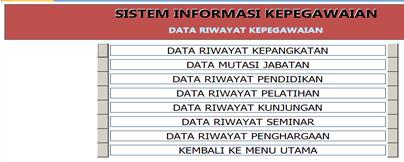 SISTEM INFORMASI KEPEGAWAIAN
DATA RIWAYAT KEPEGAWAIAN
DATA RIWAYAT KEPANGKATAN
DATA MUTASI JABATAN
DATA RIWAYAT PENDIDIKAN
DATA RIWAYAT PELATIHAN
DATA RIWAYAT KUNJUNGAN
DATA RIWAYAT SEMINAR
DATA RIWAYAT PENGHARGAAN
KEMBALI KE MENU UTAMA